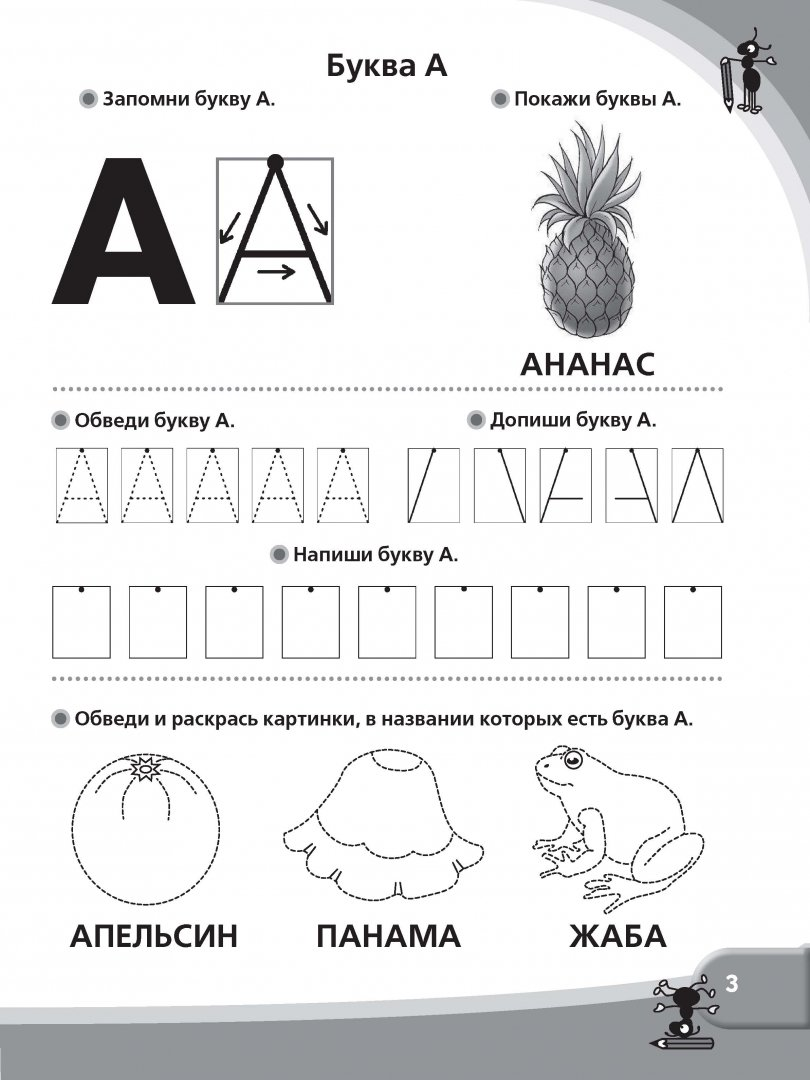 Буква А
Запомни букву А.
Покажи буквы А.
А А
АНАНАС
Обведи букву А.
Допиши букву А.
А А А А А
Напиши букву А.
Обведи и раскрась картинки, в названии которых есть буква А.
АПЕЛЬСИН
ПАНАМА
ЖАБА
3